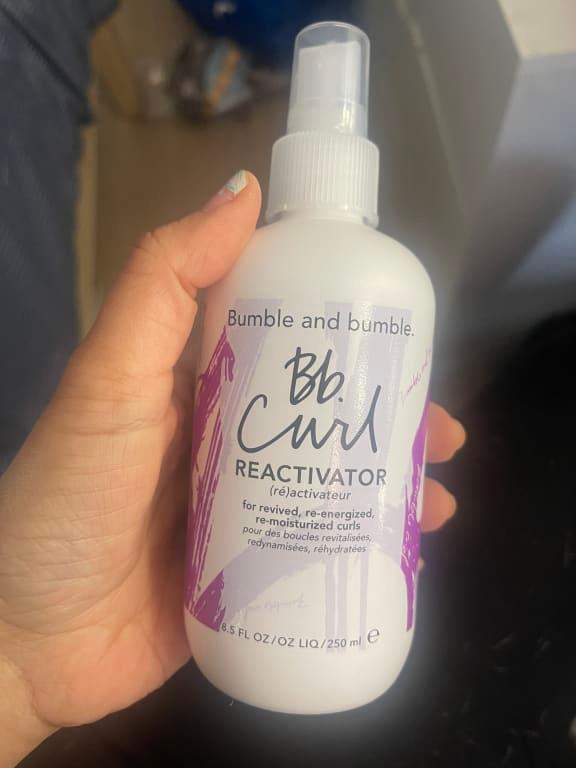 Bumble and bumble.
Bb.
Curl
REACTIVATOR
(ré)activateur
for revived, re-energized,
re-moisturized curls
pour des boucles revitalisées,
redynamisées, réhydratées
8.5 FL OZ/OZ LIQ/250 ml e